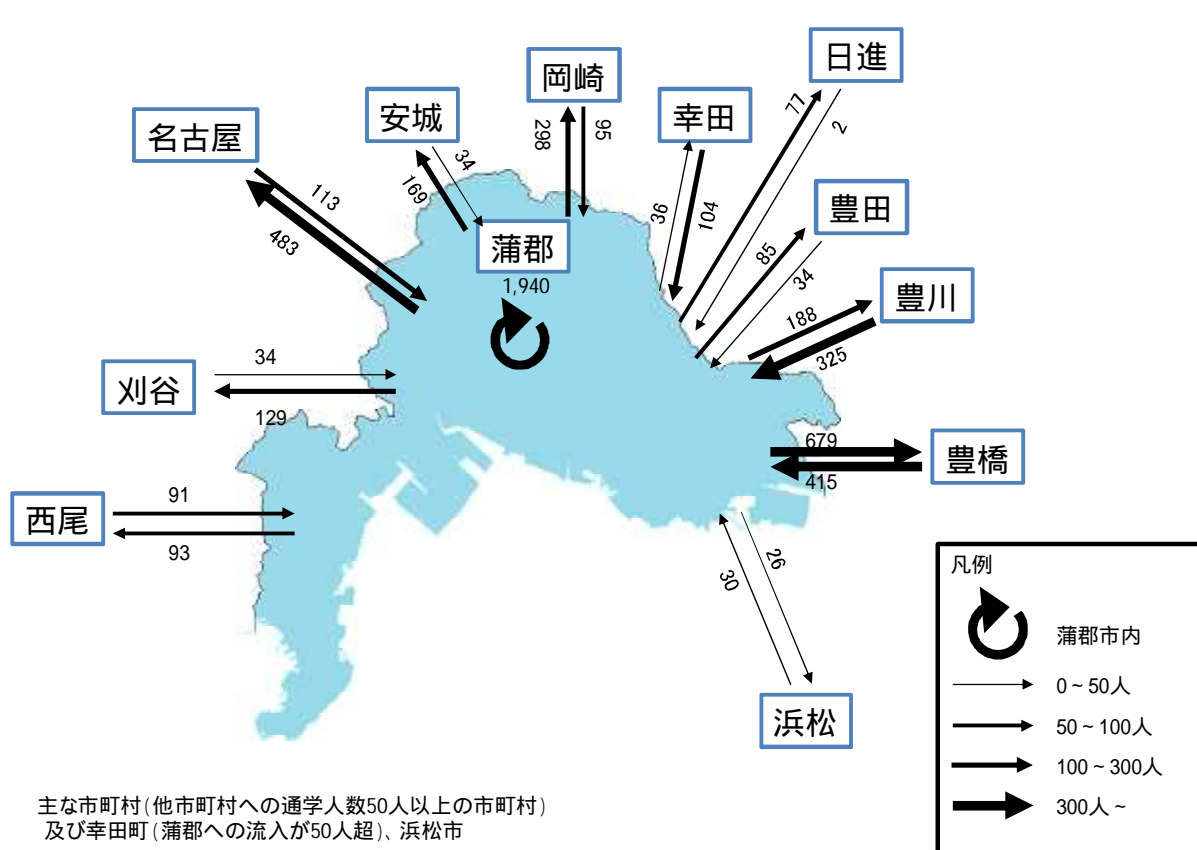 日進
岡崎
幸田
安城
名古屋
77
2
298
95
34
169
113
483
36
104
豊田
85
34
蒲郡
1,940
豊川
188
325
34
刈谷
129
679
豊橋
415
91
西尾
93
26
30
浜松
凡例
蒲郡市内
0~50人
50~100人
100~300人
300人~
主な市町村(他市町村への通学人数50人以上の市町村)
及び幸田町(蒲郡への流入が50人超)、浜松市